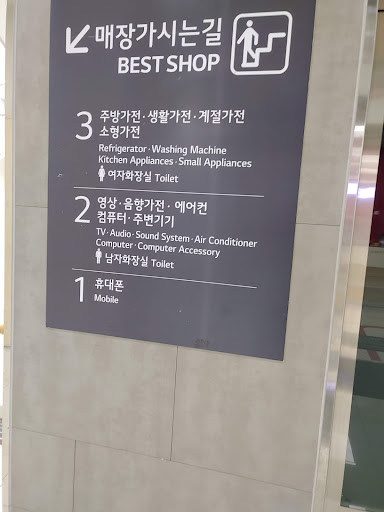 매장가시는길
BEST SHOP
3 주방가전·생활가전·계절가전
소형가전
Refrigerator·Washing Machine
Kitchen Appliances·Small Appliances
여자화장실 Toilet
2 영상·음향가전·에어컨
컴퓨터·주변기기
TV·Audio·Sound System·Air Conditioner
Computer·Computer Accessory
남자화장실 Toilet
1 휴대폰
Mobile